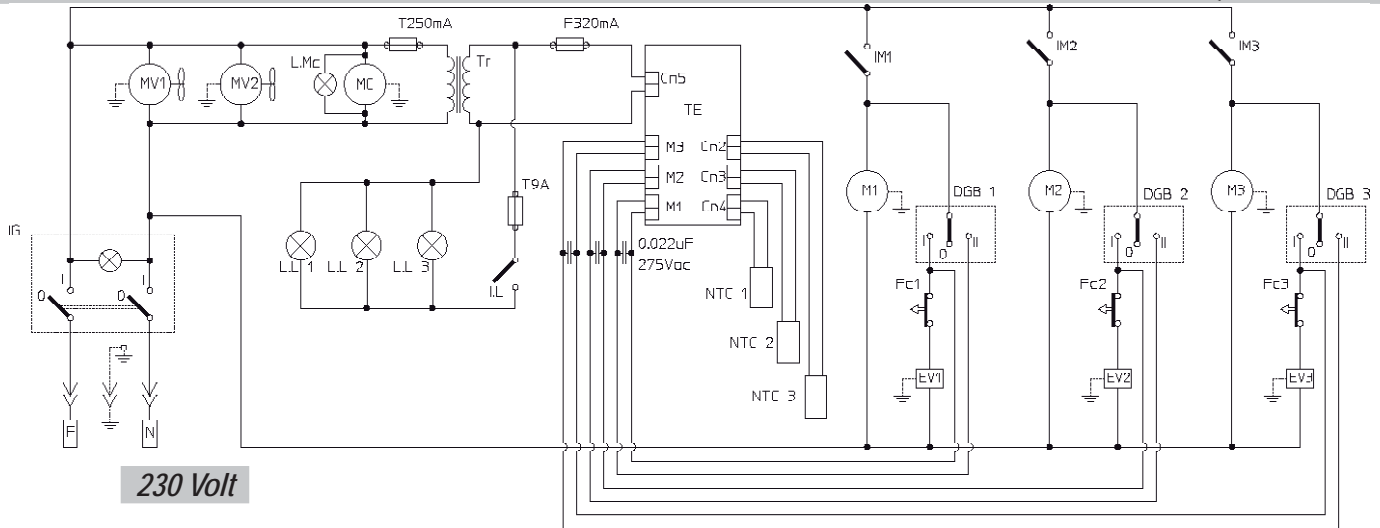 T250mA F320mA
L.Mc Tr IM1 IM2 IM3
MV1 MV2 MC Cn5
TE
M3 Cn2
M2 Cn3
M1 Cn4
T9A M1 M2 M3
DGB 1 DGB 2 DGB 3
IG I I I 0 II I 0 II I 0 II
0 0
L.L 1 L.L 2 L.L 3 I.L
0.022uF
275Vac
NTC 1
NTC 2
NTC 3
Fc1 Fc2 Fc3
EV1 EV2 EV3
F N
230 Volt